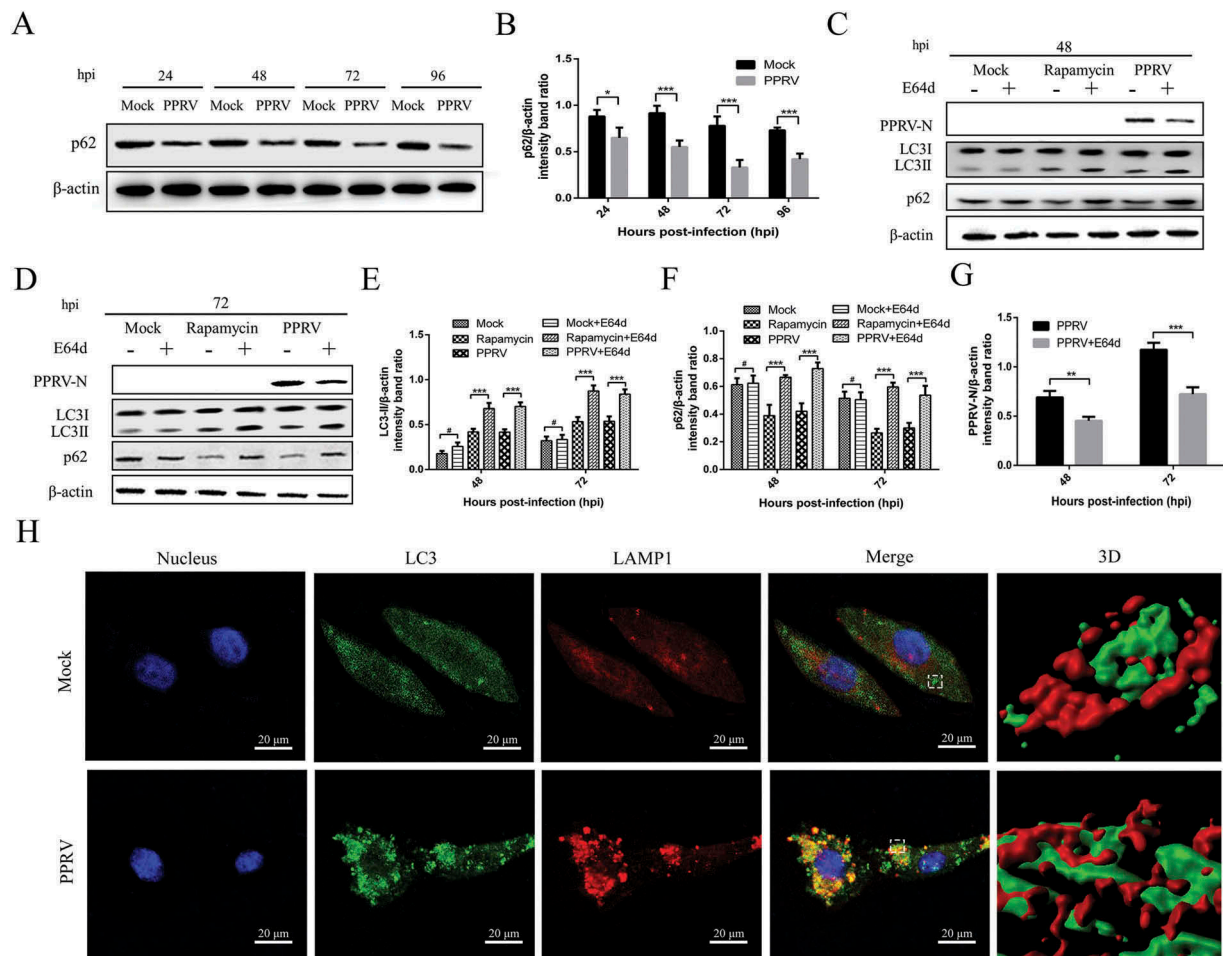 A
hpi
24 48 72 96
Mock PPRV Mock PPRV Mock PPRV Mock PPRV
p62
β-actin
B
p62/β-actin
intensity band ratio
1.5
1.0
0.5
0.0
Mock
PPRV
* *** *** ***
24 48 72 96
Hours post-infection (hpi)
C
hpi
48
Mock Rapamycin PPRV
E64d - + - + - +
PPRV-N
LC3I
LC3II
p62
β-actin
D
hpi
72
Mock Rapamycin PPRV
E64d - + - + - +
PPRV-N
LC3I
LC3II
p62
β-actin
E
LC3-II/β-actin
intensity band ratio
1.5
1.0
0.5
0.0
Mock Mock+E64d
Rapamycin Rapamycin+E64d
PPRV PPRV+E64d
# *** *** # *** ***
48 72
Hours post-infection (hpi)
F
p62/β-actin
intensity band ratio
1.0
0.8
0.6
0.4
0.2
0.0
Mock Mock+E64d
Rapamycin Rapamycin+E64d
PPRV PPRV+E64d
# *** *** # *** ***
48 72
Hours post-infection (hpi)
G
PPRV-N/β-actin
intensity band ratio
1.5
1.0
0.5
0.0
PPRV
PPRV+E64d
** ***
48 72
Hours post-infection (hpi)
H
Nucleus LC3 LAMP1 Merge 3D
Mock
20 μm 20 μm 20 μm 20 μm
PPRV
20 μm 20 μm 20 μm 20 μm